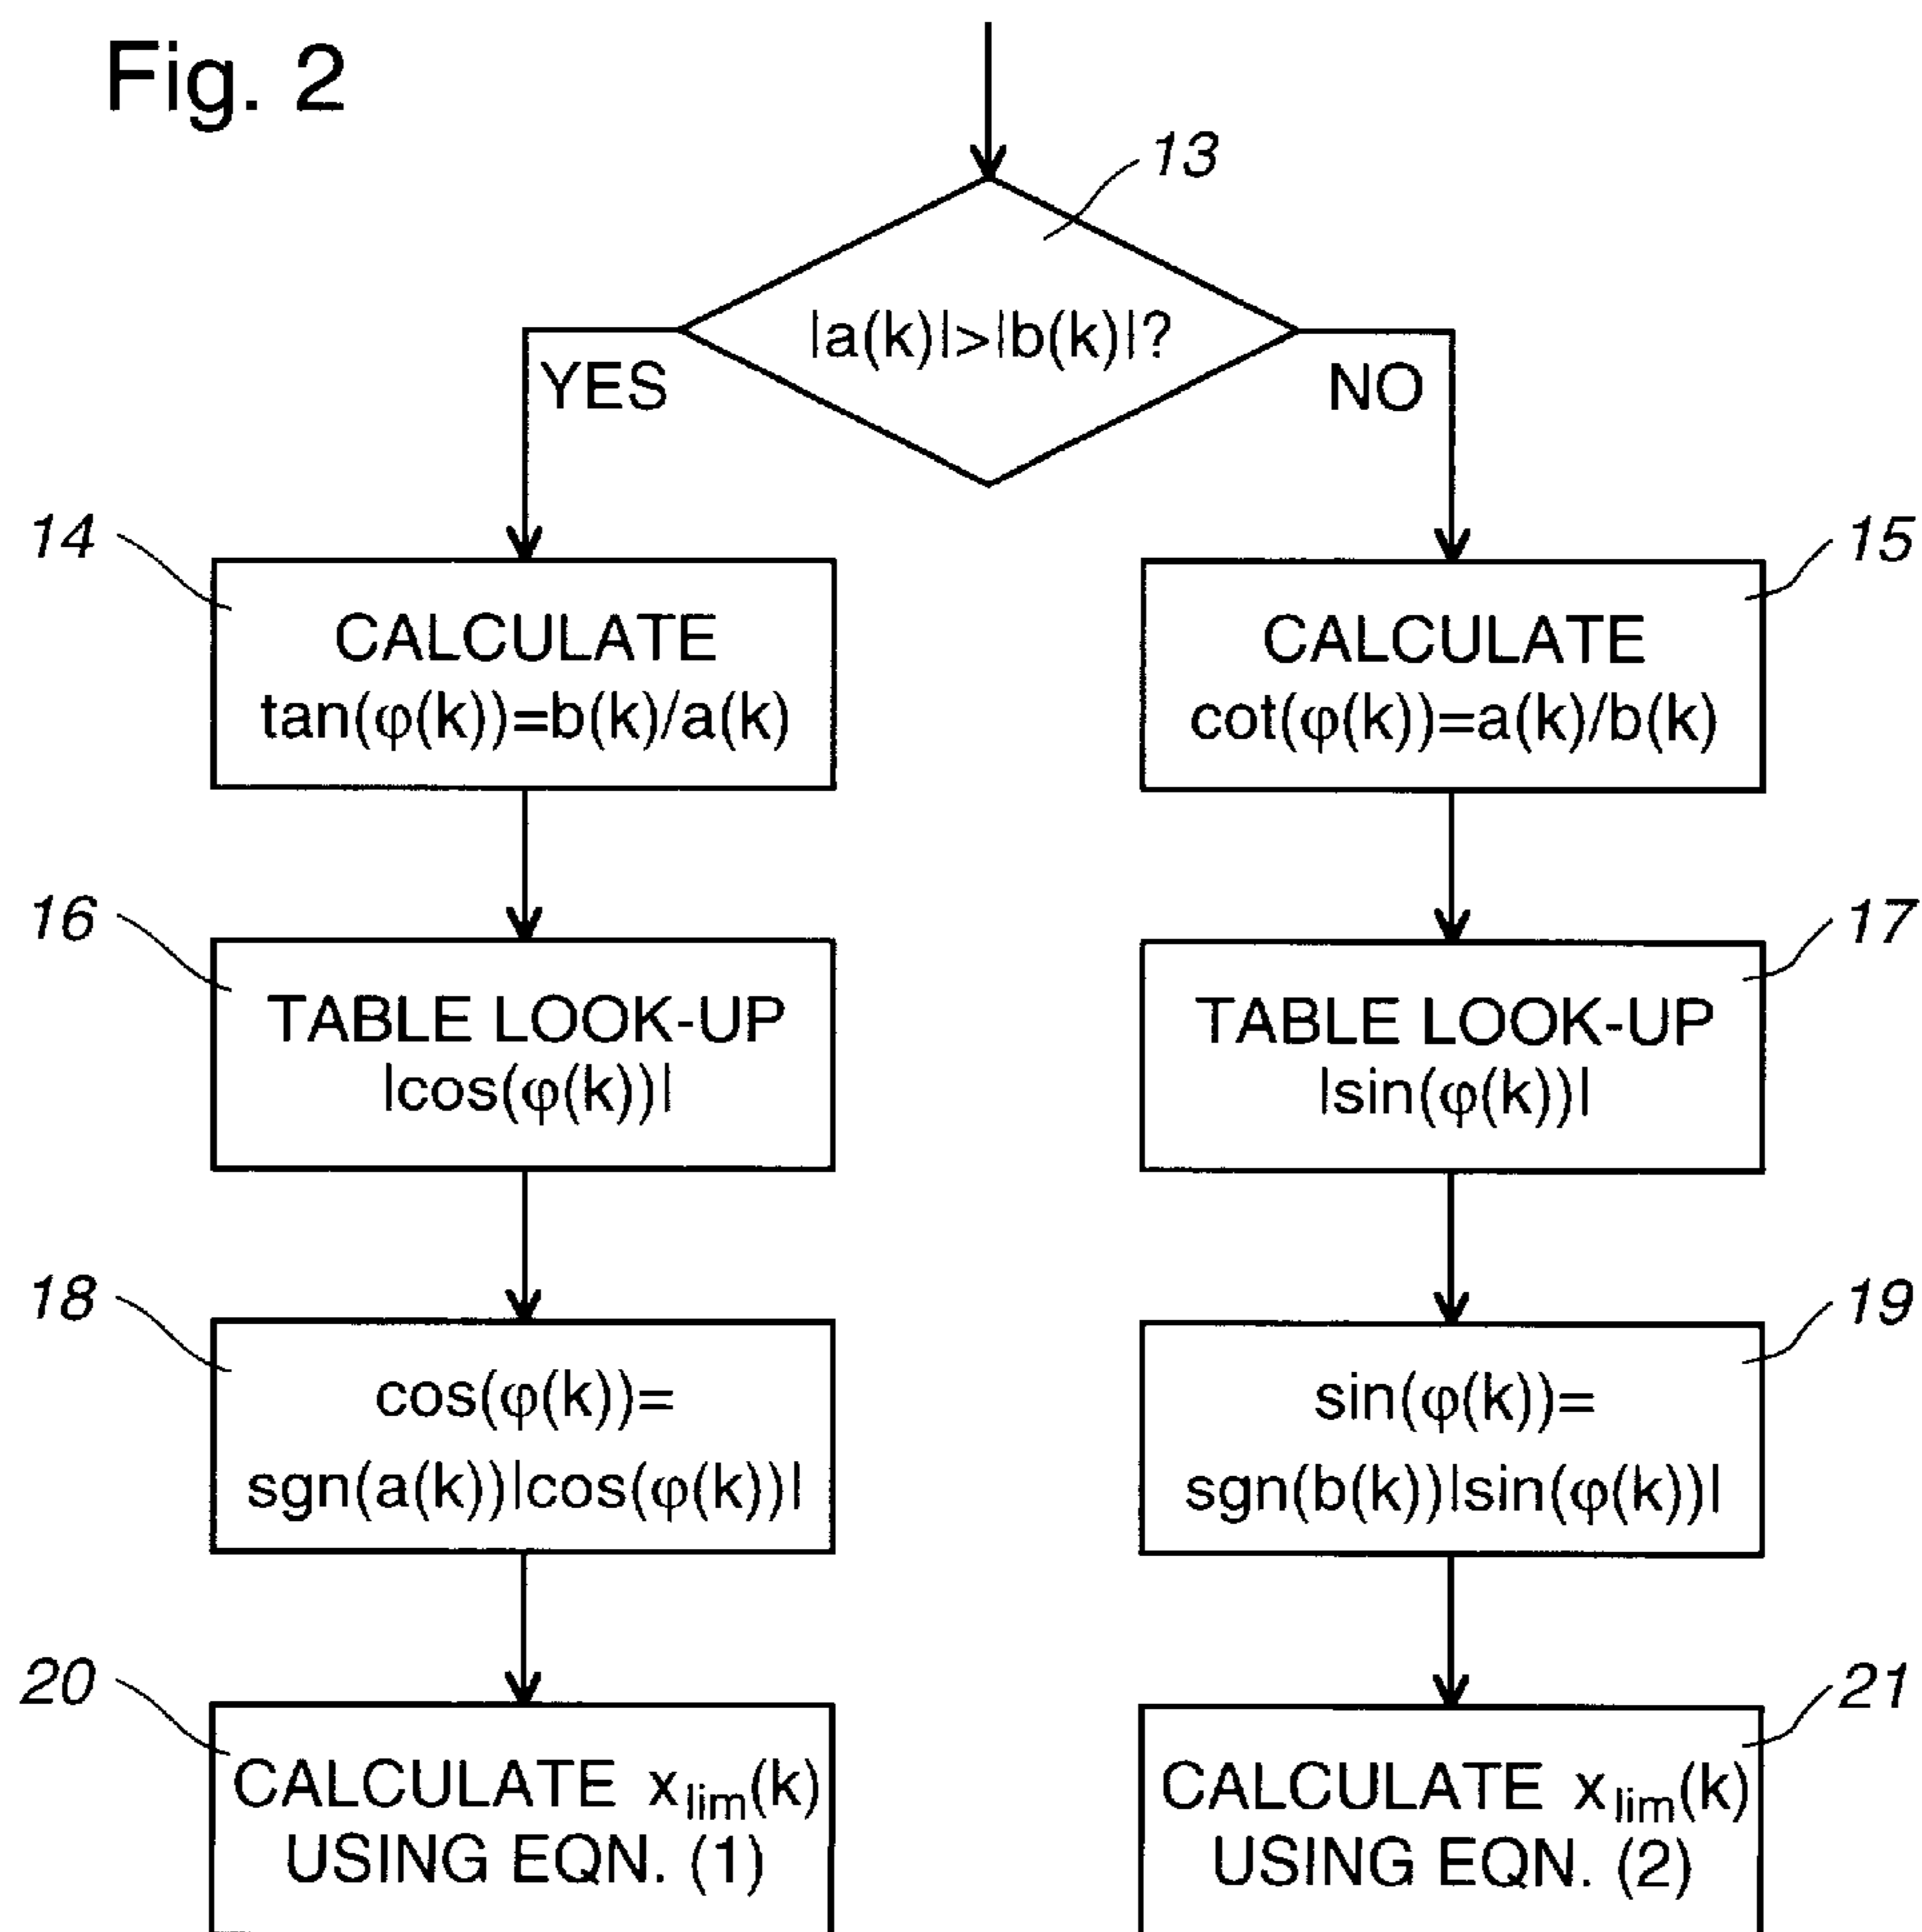 Fig. 2
13
|a(k)|>|b(k)|?
YES
NO
14
CALCULATE
tan(φ(k))=b(k)/a(k)
15
CALCULATE
cot(φ(k))=a(k)/b(k)
16
TABLE LOOK-UP
|cos(φ(k))|
17
TABLE LOOK-UP
|sin(φ(k))|
18
cos(φ(k))=
sgn(a(k))|cos(φ(k))|
19
sin(φ(k))=
sgn(b(k))|sin(φ(k))|
20
CALCULATE x_lim(k)
USING EQN. (1)
21
CALCULATE x_lim(k)
USING EQN. (2)